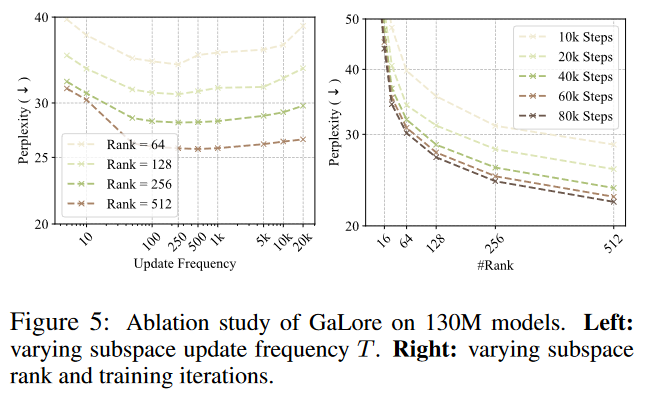 40
30
25
20
Perplexity (↓)
Rank = 64
Rank = 128
Rank = 256
Rank = 512
10
100
250
500
1k
5k
10k
20k
Update Frequency
50
40
30
20
Perplexity (↓)
10k Steps
20k Steps
40k Steps
60k Steps
80k Steps
16
64
128
256
512
#Rank
Figure 5: Ablation study of GaLore on 130M models. Left:
varying subspace update frequency T. Right: varying subspace
rank and training iterations.